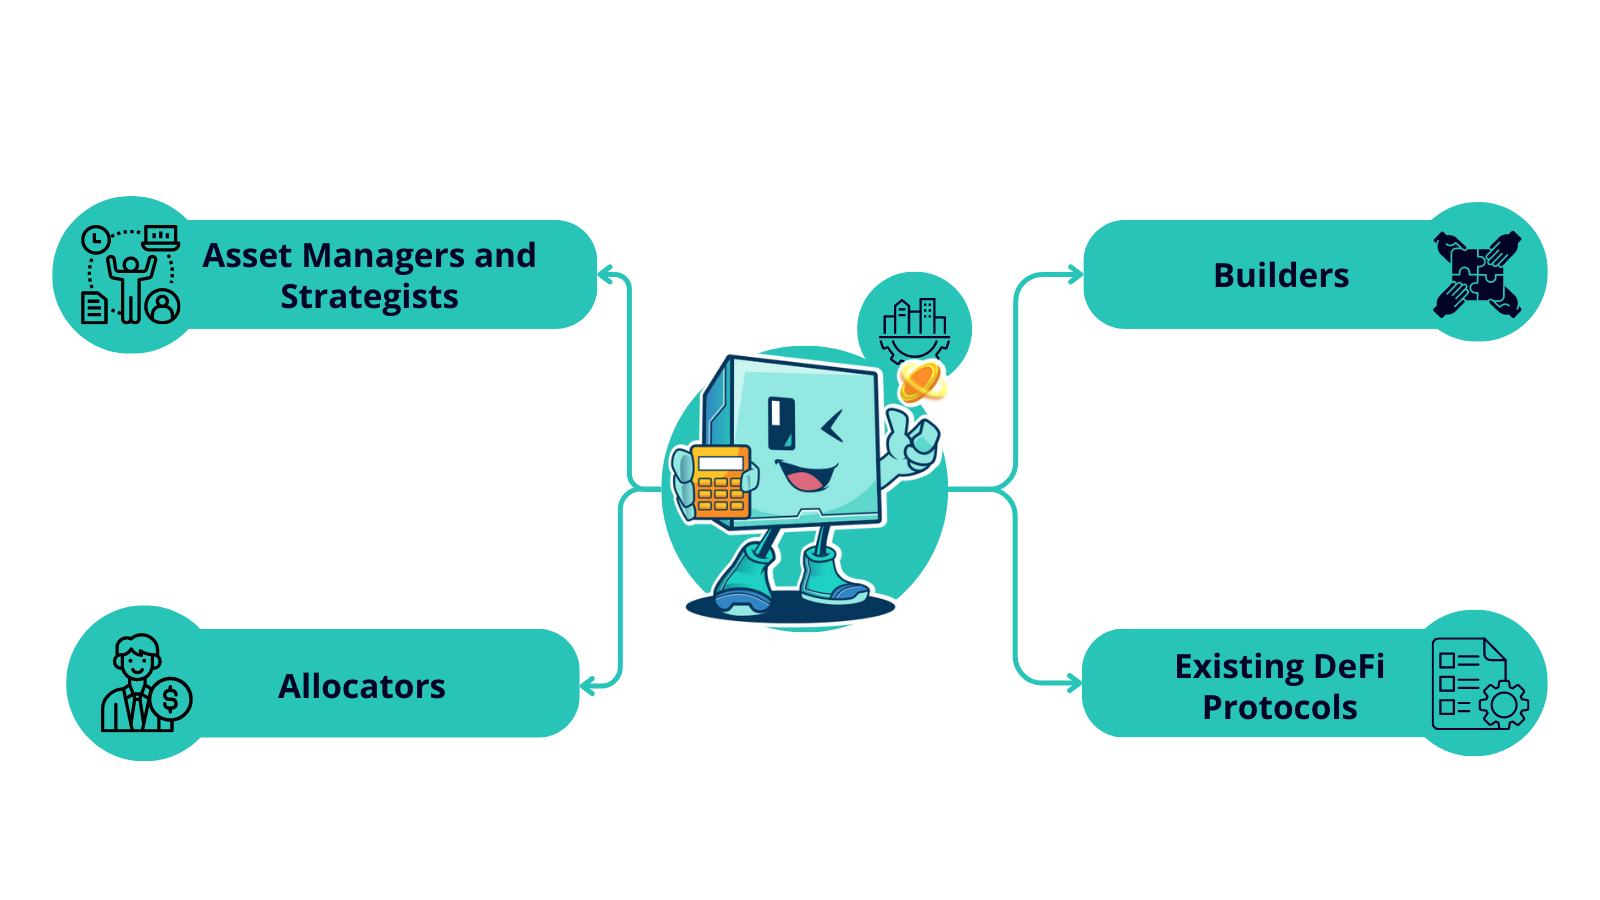 Asset Managers and
Strategists
Builders
Allocators
Existing DeFi
Protocols